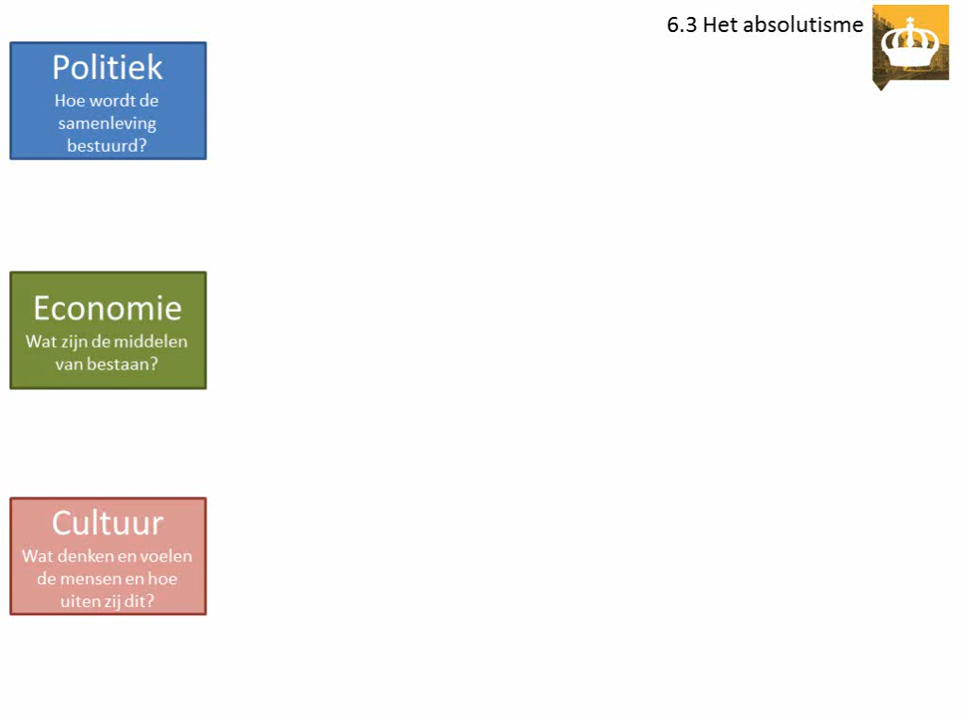 6.3 Het absolutisme
Politiek
Hoe wordt de
samenleving
bestuurd?
Economie
Wat zijn de middelen
van bestaan?
Cultuur
Wat denken en voelen
de mensen en hoe
uiten zij dit?